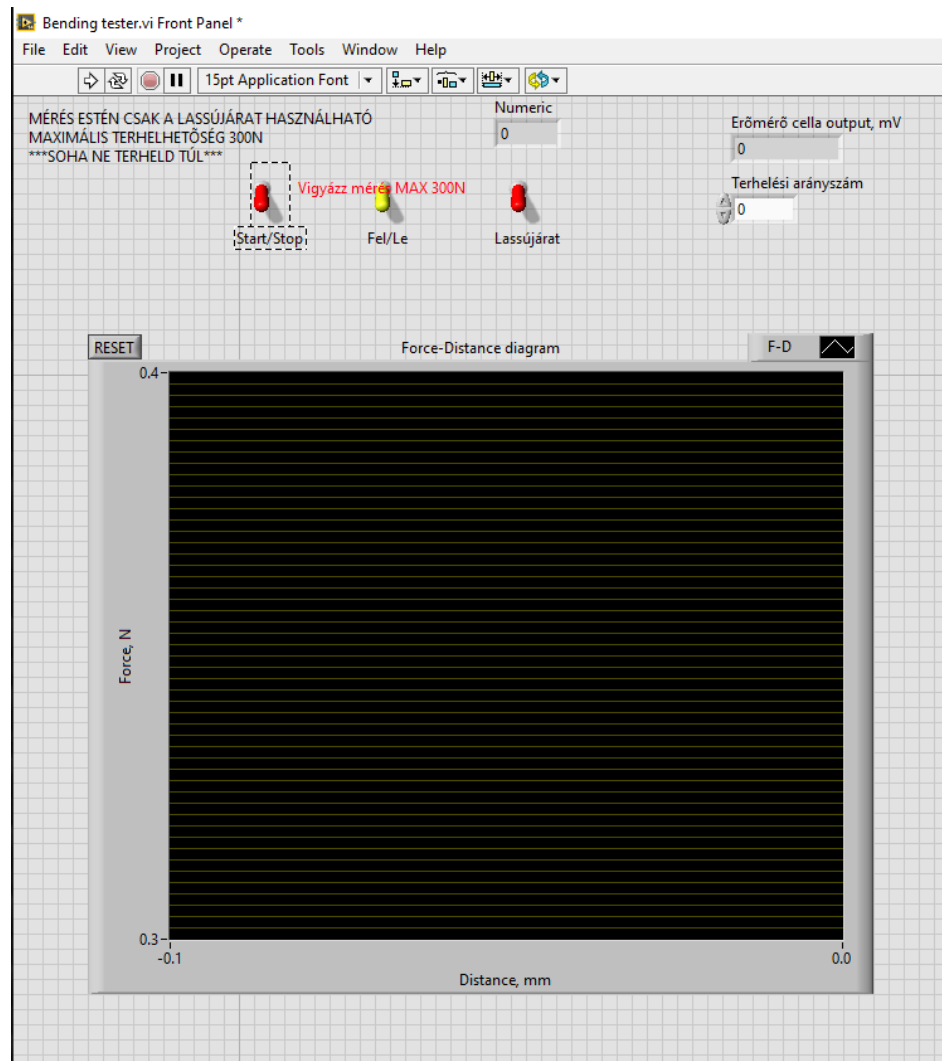 Bending tester.vi Front Panel *
File Edit View Project Operate Tools Window Help
15pt Application Font
MÉRÉS ESTÉN CSAK A LASSÚJÁRAT HASZNÁLHATÓ
MAXIMÁLIS TERHELHETÕSÉG 300N
***SOHA NE TERHELD TÚL***
Numeric
0
Erõmérõ cella output, mV
0
Terhelési arányszám
0
Vigyázz mérés MAX 300N
Start/Stop
Fel/Le
Lassújárat
RESET
Force-Distance diagram
F-D
0.4
Force, N
0.3
-0.1
0.0
Distance, mm